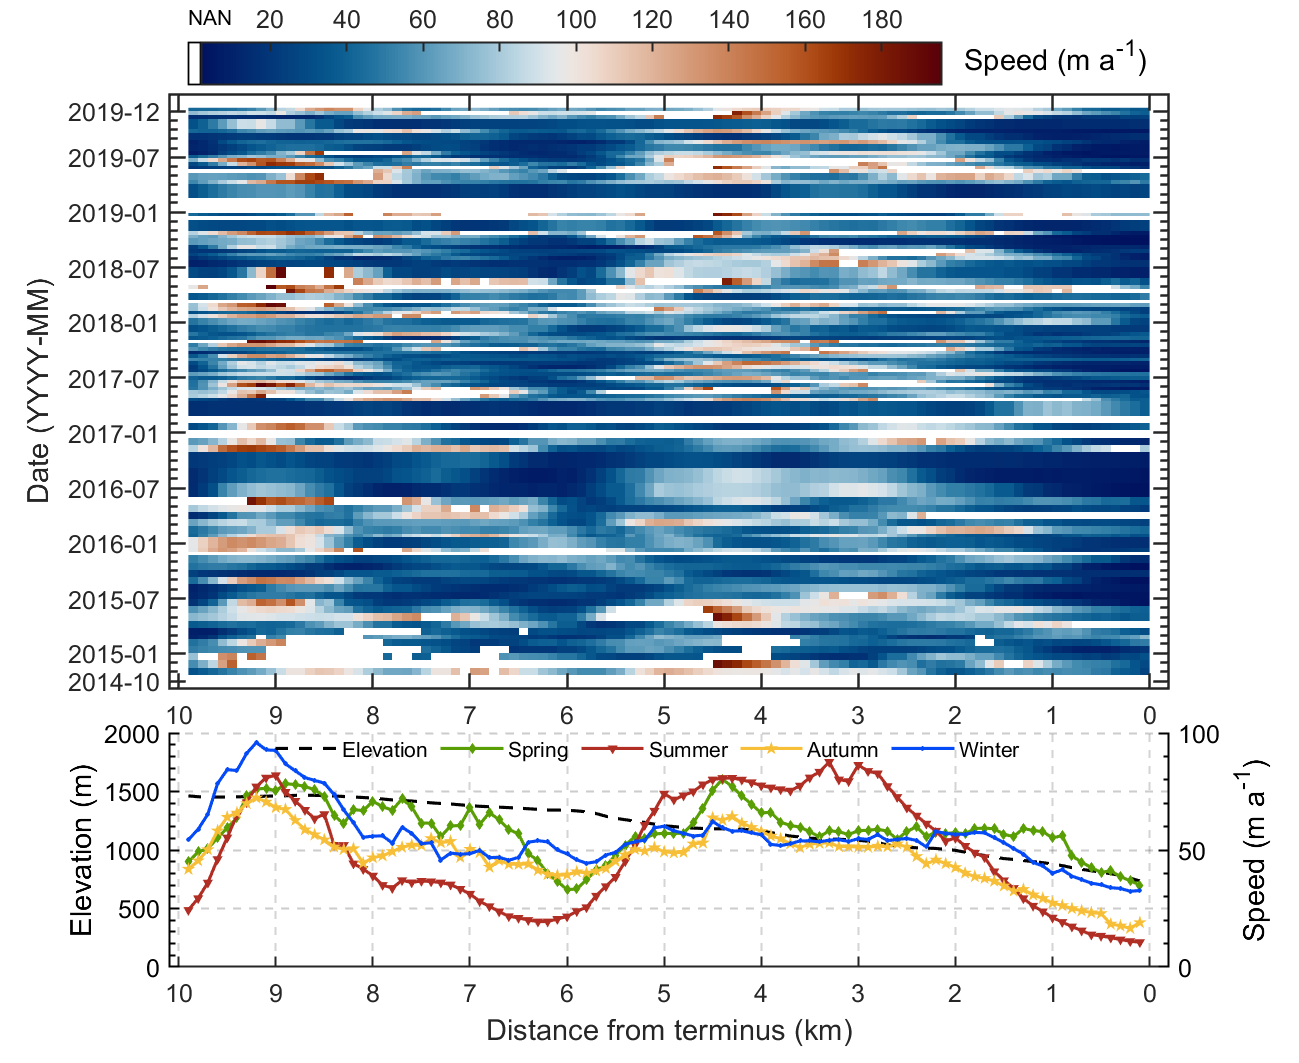 NAN 20 40 60 80 100 120 140 160 180
Speed (m a-1)
Date (YYYY-MM)
2019-12
2019-07
2019-01
2018-07
2018-01
2017-07
2017-01
2016-07
2016-01
2015-07
2015-01
2014-10
10 9 8 7 6 5 4 3 2 1 0
Elevation (m)
2000
1500
1000
500
0
Elevation Spring Summer Autumn Winter
100
50
0
Speed (m a-1)
10 9 8 7 6 5 4 3 2 1 0
Distance from terminus (km)